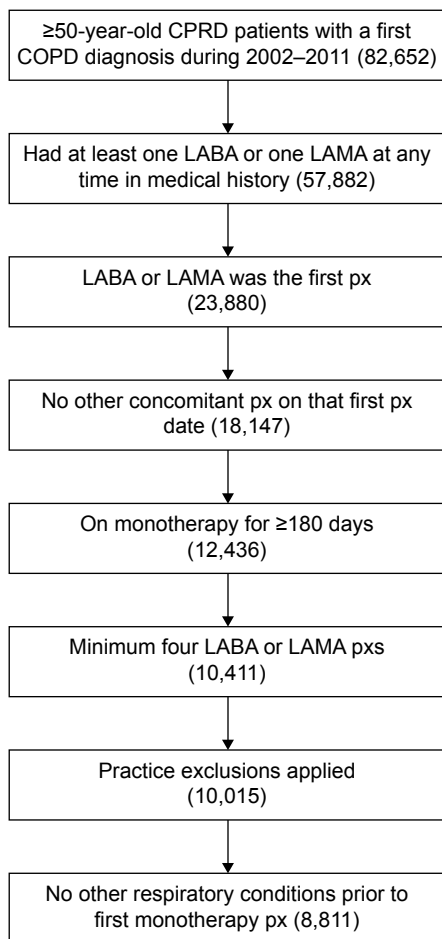 ≥50-year-old CPRD patients with a first
COPD diagnosis during 2002–2011 (82,652)
Had at least one LABA or one LAMA at any
time in medical history (57,882)
LABA or LAMA was the first px
(23,880)
No other concomitant px on that first px
date (18,147)
On monotherapy for ≥180 days
(12,436)
Minimum four LABA or LAMA pxs
(10,411)
Practice exclusions applied
(10,015)
No other respiratory conditions prior to
first monotherapy px (8,811)